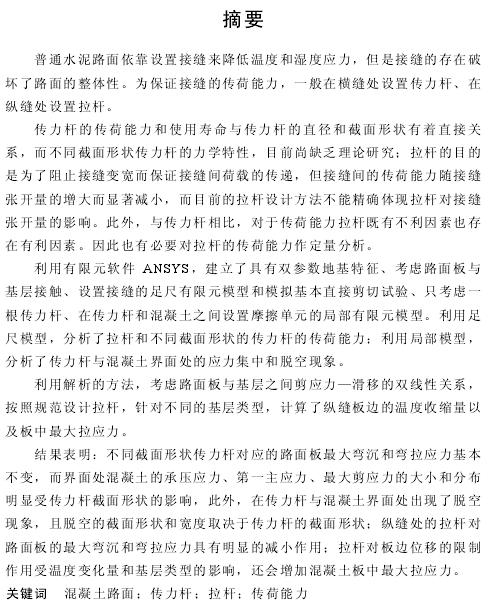 摘要
普通水泥路面依靠设置接缝来降低温度和湿度应力，但是接缝的存在破
坏了路面的整体性。为保证接缝的传荷能力，一般在横缝处设置传力杆、在
纵缝处设置拉杆。
传力杆的传荷能力和使用寿命与传力杆的直径和截面形状有着直接关
系，而不同截面形状传力杆的力学特性，目前尚缺乏理论研究；拉杆的目的
是为了阻止接缝变宽而保证接缝间荷载的传递，但接缝间的传荷能力随接缝
张开量的增大而显著减小，而目前的拉杆设计方法不能精确体现拉杆对接缝
张开量的影响。此外，与传力杆相比，对于传荷能力拉杆既有不利因素也存
在有利因素。因此也有必要对拉杆的传荷能力作定量分析。
利用有限元软件 ANSYS，建立了具有双参数地基特征、考虑路面板与
基层接触、设置接缝的足尺有限元模型和模拟基本直接剪切试验、只考虑一
根传力杆、在传力杆和混凝土之间设置摩擦单元的局部有限元模型。利用足
尺模型，分析了拉杆和不同截面形状的传力杆的传荷能力；利用局部模型，
分析了传力杆与混凝土界面处的应力集中和脱空现象。
利用解析的方法，考虑路面板与基层之间剪应力—滑移的双线性关系，
按照规范设计拉杆，针对不同的基层类型，计算了纵缝板边的温度收缩量以
及板中最大拉应力。
结果表明：不同截面形状传力杆对应的路面板最大弯沉和弯拉应力基本
不变，而界面处混凝土的承压应力、第一主应力、最大剪应力的大小和分布
明显受传力杆截面形状的影响，此外，在传力杆与混凝土界面处出现了脱空
现象，且脱空的截面形状和宽度取决于传力杆的截面形状；纵缝处的拉杆对
路面板的最大弯沉和弯拉应力具有明显的减小作用；拉杆对板边位移的限制
作用受温度变化量和基层类型的影响，还会增加混凝土板中最大拉应力。
关键词 混凝土路面；传力杆；拉杆；传荷能力